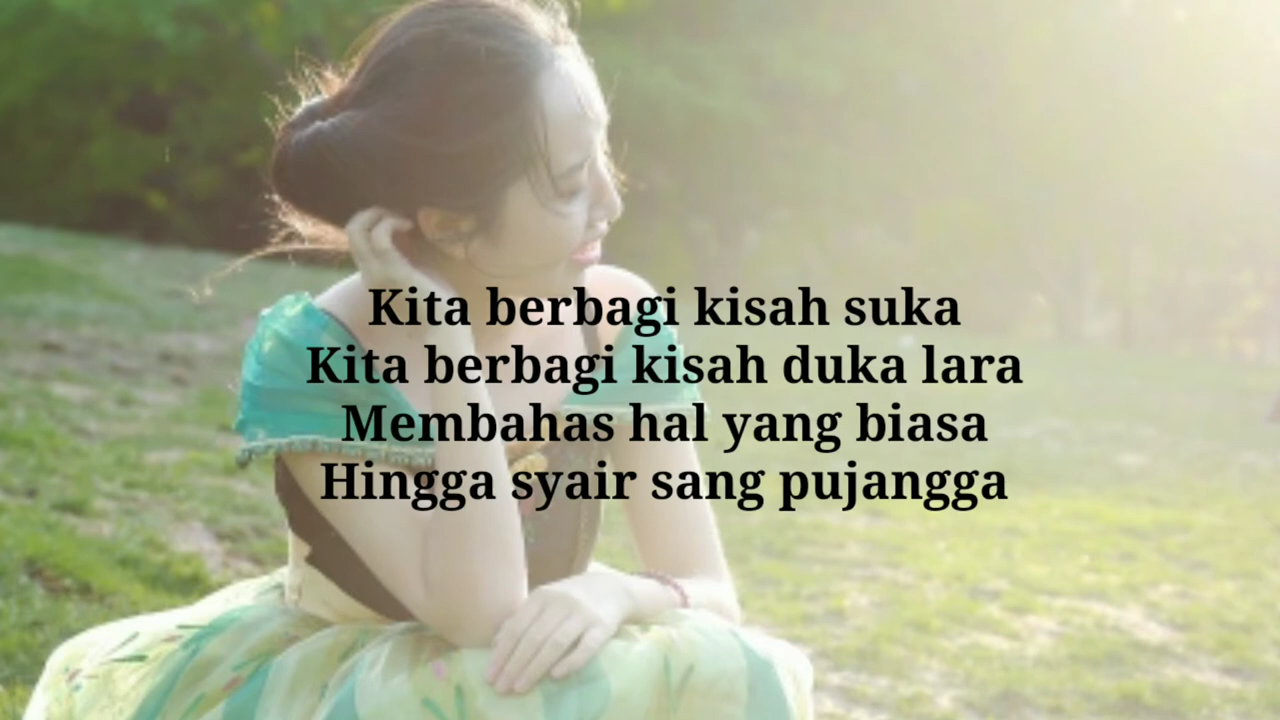 Kita berbagi kisah suka
Kita berbagi kisah duka lara
Membahas hal yang biasa
Hingga syair sang pujangga